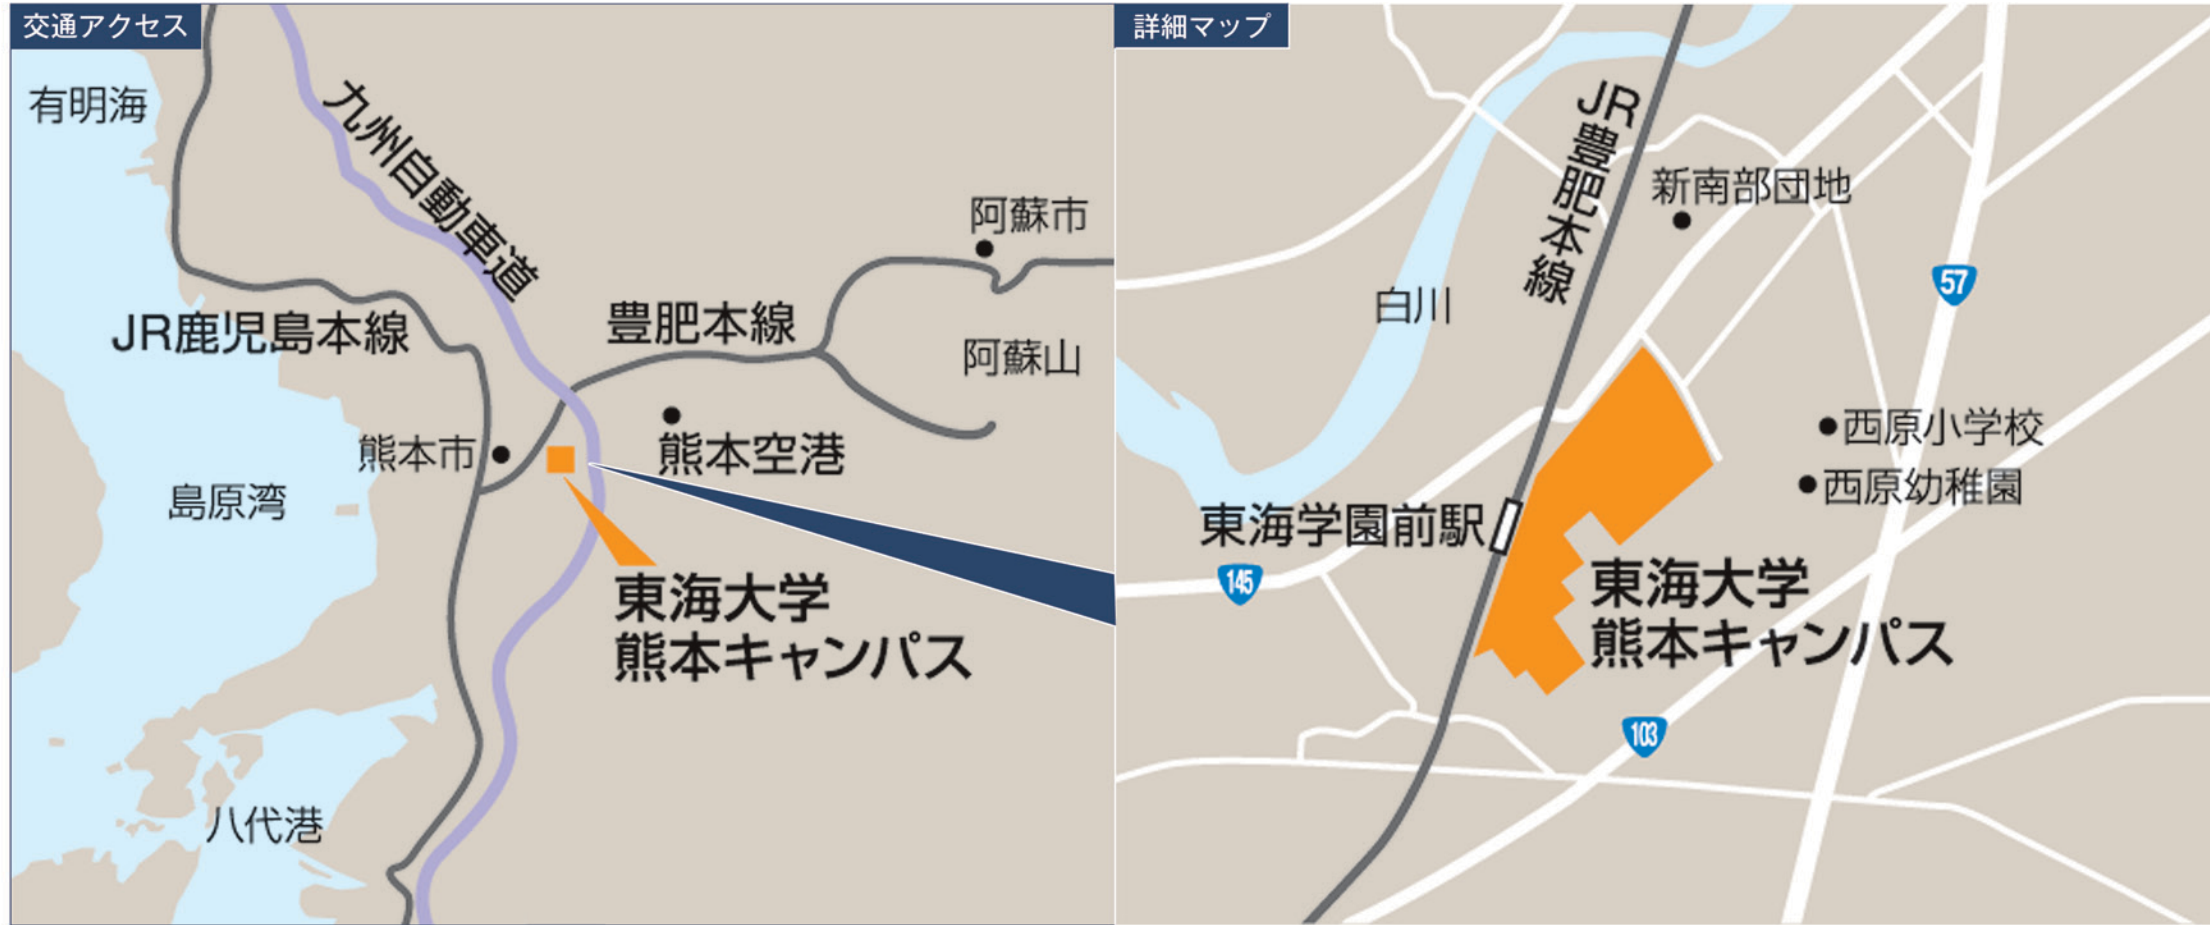 交通アクセス
有明海
九州自動車道
阿蘇市
JR鹿児島本線
豊肥本線
阿蘇山
熊本市
熊本空港
島原湾
東海大学
熊本キャンパス
八代港
詳細マップ
JR豊肥本線
新南部団地
57
白川
西原小学校
西原幼稚園
東海学園前駅
145
東海大学
熊本キャンパス
103